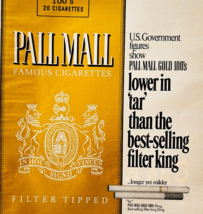 100's
20 CIGARETTES
PALL MALL
FAMOUS CIGARETTES
IN HOC SIGNO VINCES
FILTER TIPPED
U.S. Government
figures
show
PALL MALL GOLD 100's
lower in
'tar'
than the
best-selling
filter king
...longer yet milder